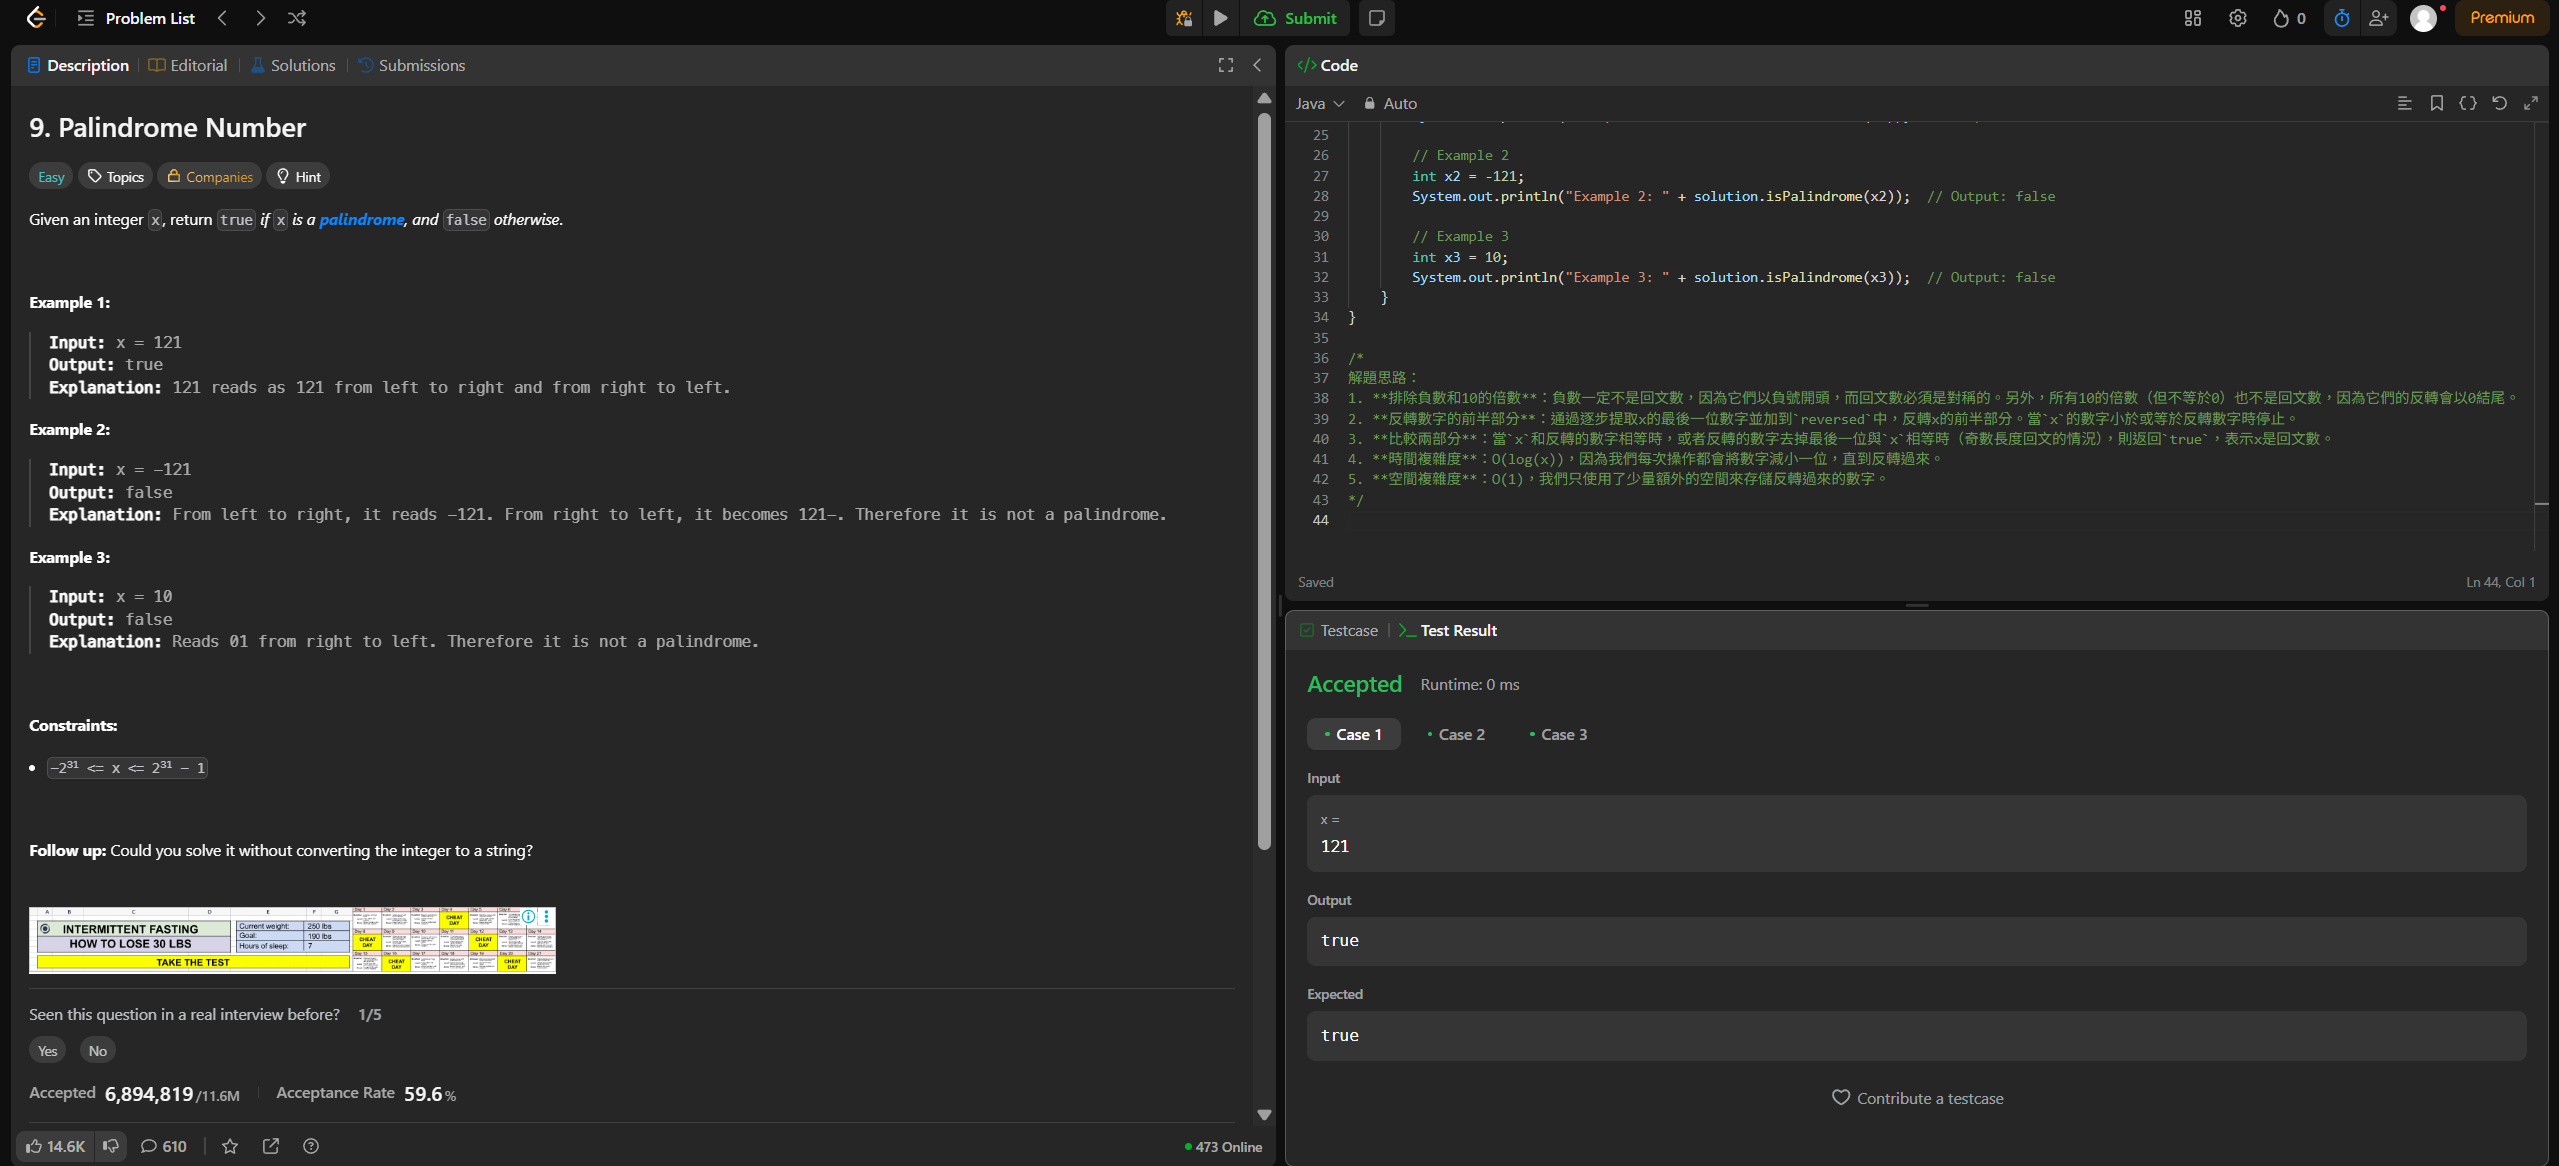 Problem List
Submit
0
Premium
Description
Editorial
Solutions
Submissions
9. Palindrome Number
Easy
Topics
Companies
Hint
Given an integer x, return true if x is a palindrome, and false otherwise.
Example 1:
Input: x = 121
Output: true
Explanation: 121 reads as 121 from left to right and from right to left.
Example 2:
Input: x = -121
Output: false
Explanation: From left to right, it reads -121. From right to left, it becomes 121-. Therefore it is not a palindrome.
Example 3:
Input: x = 10
Output: false
Explanation: Reads 01 from right to left. Therefore it is not a palindrome.
Constraints:
-2³¹ <= x <= 2³¹ - 1
Follow up: Could you solve it without converting the integer to a string?
INTERMITTENT FASTING
HOW TO LOSE 30 LBS
TAKE THE TEST
Current weight: 250 lbs
Goal: 190 lbs
Hours of sleep: 7
CHEAT DAY
CHEAT DAY
CHEAT DAY
CHEAT DAY
CHEAT DAY
Seen this question in a real interview before? 1/5
Yes
No
Accepted 6,894,819/11.6M
Acceptance Rate 59.6%
14.6K
610
473 Online
Code
Java
Auto
25
26 // Example 2
27 int x2 = -121;
28 System.out.println("Example 2: " + solution.isPalindrome(x2)); // Output: false
29
30 // Example 3
31 int x3 = 10;
32 System.out.println("Example 3: " + solution.isPalindrome(x3)); // Output: false
33 }
34 }
35
36 /*
37 解題思路：
38 1. **排除負數和10的倍數**：負數一定不是回文數，因為它們以負號開頭，而回文數必須是對稱的。另外，所有10的倍數（但不等於0）也不是回文數，因為它們的反轉會以0結尾。
39 2. **反轉數字的前半部分**：通過逐步提取x的最後一位數字並加到`reversed`中，反轉x的前半部分。當`x`的數字小於或等於反轉數字時停止。
40 3. **比較兩部分**：當`x`和反轉的數字相等時，或者反轉的數字去掉最後一位與`x`相等時（奇數長度回文的情況），則返回`true`，表示x是回文數。
41 4. **時間複雜度**：O(log(x))，因為我們每次操作都會將數字減小一位，直到反轉過來。
42 5. **空間複雜度**：O(1)，我們只使用了少量額外的空間來存儲反轉過來的數字。
43 */
44
Saved
Ln 44, Col 1
Testcase
Test Result
Accepted
Runtime: 0 ms
Case 1
Case 2
Case 3
Input
x =
121
Output
true
Expected
true
Contribute a testcase